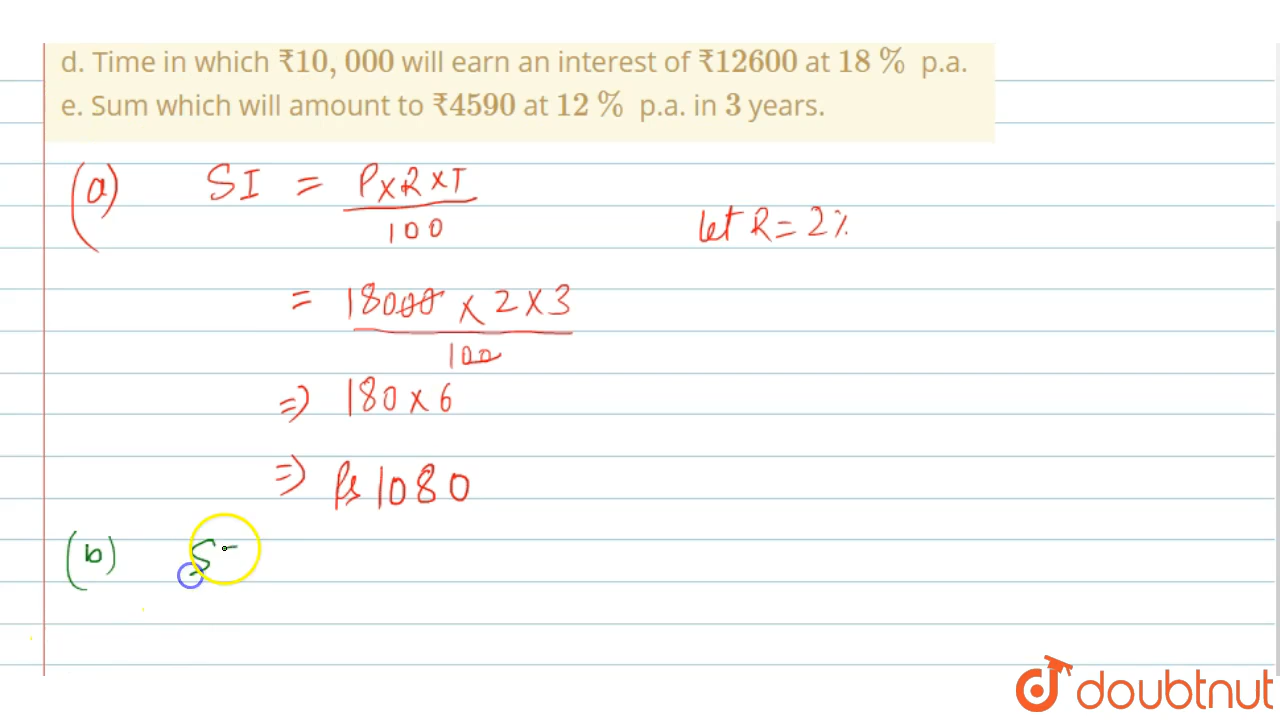 d. Time in which ₹10,000 will earn an interest of ₹12600 at 18 % p.a.
e. Sum which will amount to ₹4590 at 12 % p.a. in 3 years.
(a) SI = P×R×T
100
let R = 2%
= 18000 × 2 × 3
100
=) 180 × 6
=) Rs 1080
(b) S
doubtnut